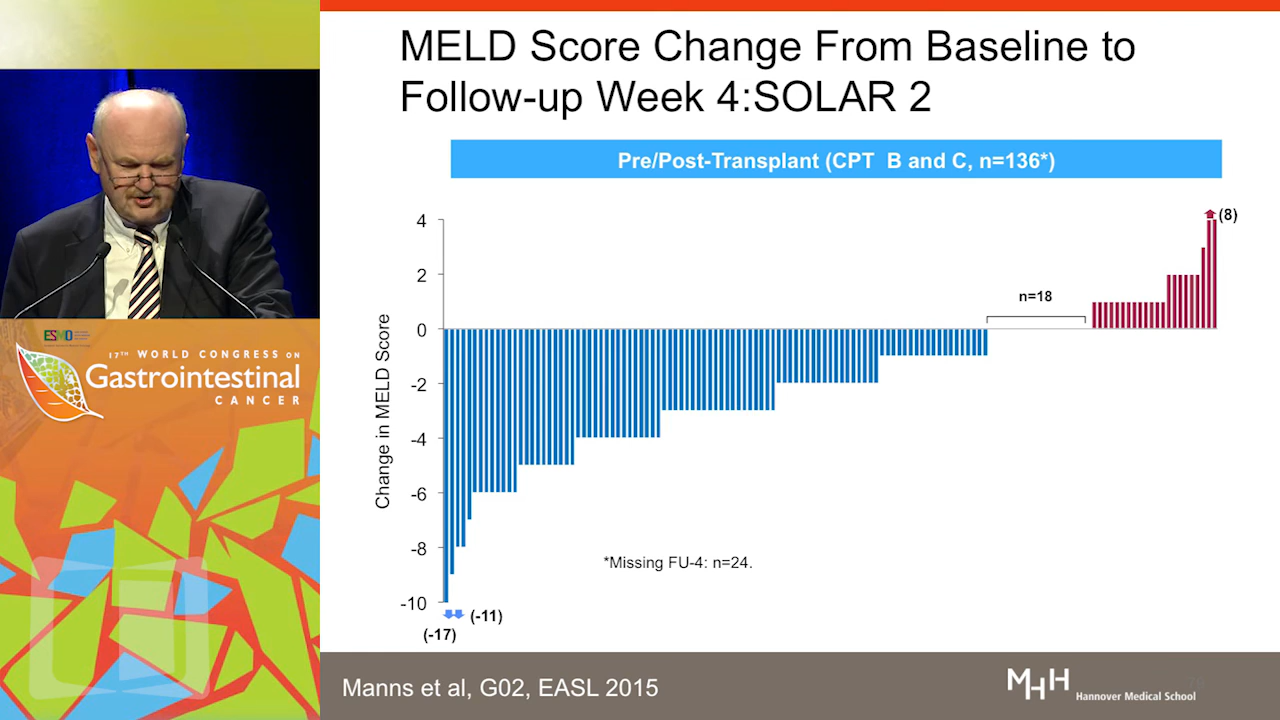 MELD Score Change From Baseline to
Follow-up Week 4:SOLAR 2
Pre/Post-Transplant (CPT B and C, n=136*)
Change in MELD Score
4
2
0
-2
-4
-6
-8
-10
(8)
n=18
*Missing FU-4: n=24.
(-11)
(-17)
Manns et al, G02, EASL 2015
MHH
Hannover Medical School
ESMO
17TH WORLD CONGRESS ON
Gastrointestinal
CANCER